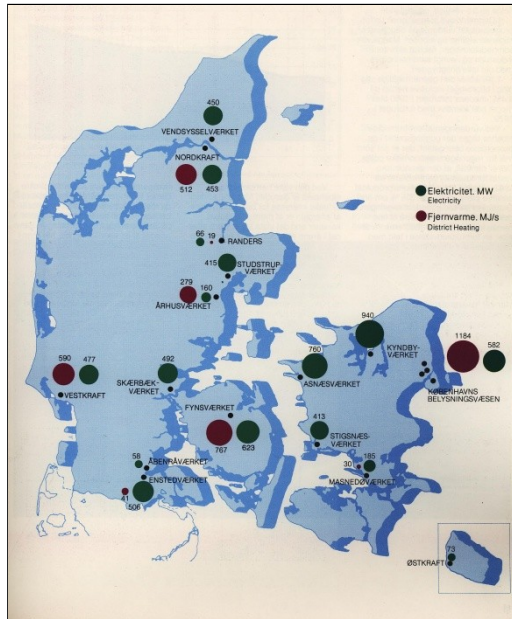 450
VENDSYSSELVÆRKET
NORDKRAFT
512
453
Elektricitet. MW
Electricity
Fjernvarme. MJ/s
District Heating
66
19
RANDERS
415
STUDSTRUP-
VÆRKET
279
160
ÅRHUSVÆRKET
940
KYNDBY-
VÆRKET
1184
582
760
ASNÆSVÆRKET
KØBENHAVNS
BELYSNINGSVÆSEN
590
477
VESTKRAFT
492
SKÆRBÆK-
VÆRKET
FYNSVÆRKET
767
623
413
STIGSNÆS-
VÆRKET
30
185
MASNEDØVÆRKET
58
ÅBENRÅVÆRKET
ENSTEDVÆRKET
41
506
73
ØSTKRAFT